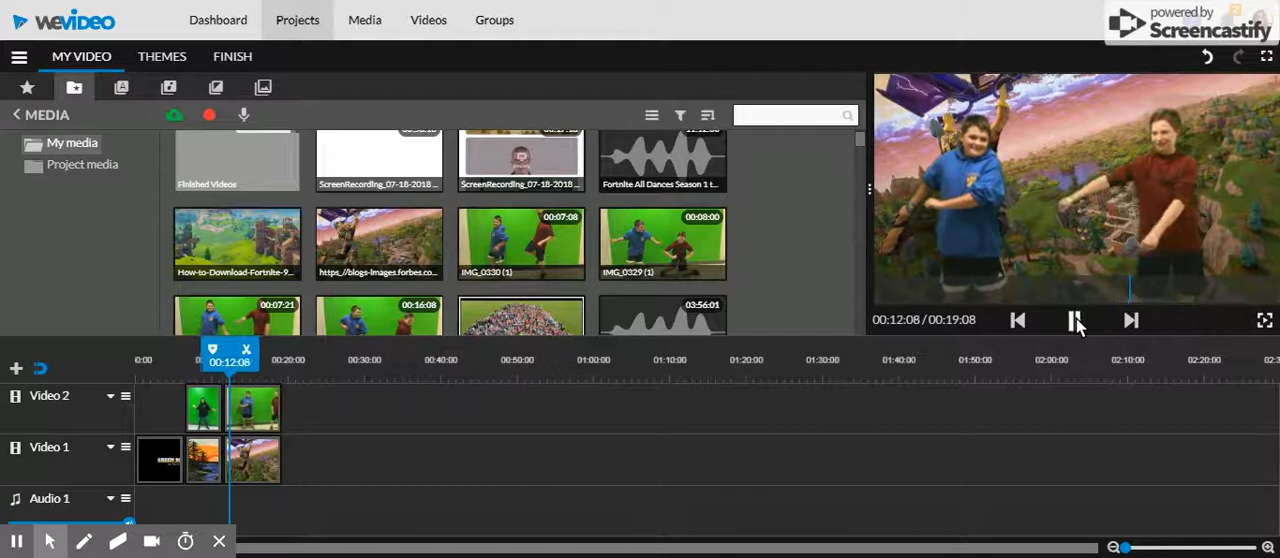 wevideo
Dashboard
Projects
Media
Videos
Groups
powered by
Screencastify
MY VIDEO
THEMES
FINISH
MEDIA
My media
Project media
Finished Videos
ScreenRecording_07-18-2018 ...
ScreenRecording_07-18-2018 ...
Fortnite All Dances Season 1 t...
00:07:08
00:08:00
How-to-Download-Fortnite-9...
https_//blogs-images.forbes.co...
IMG_0330 (1)
IMG_0329 (1)
00:07:21
00:16:08
03:56:01
00:12:08 / 00:19:08
0:00
00:12:08
00:20:00
00:30:00
00:40:00
00:50:00
01:00:00
01:10:00
01:20:00
01:30:00
01:40:00
01:50:00
02:00:00
02:10:00
02:20:00
02:3
Video 2
Video 1
Audio 1